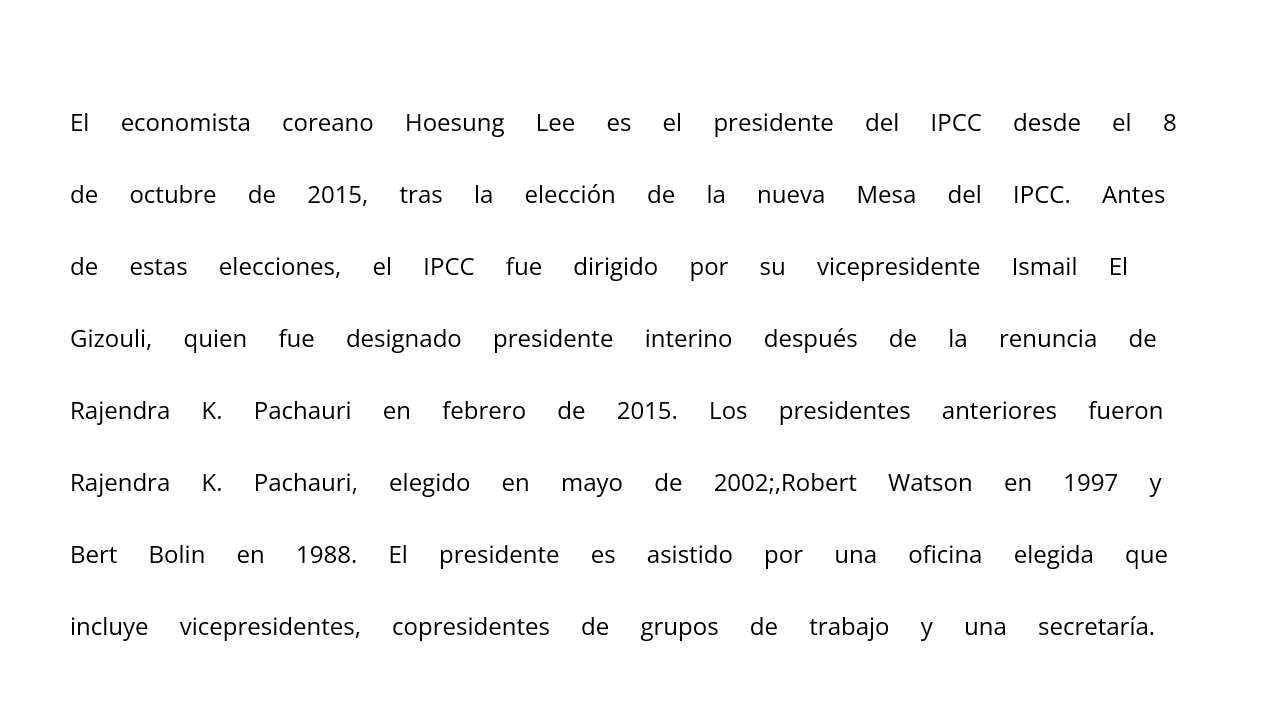 El economista coreano Hoesung Lee es el presidente del IPCC desde el 8
de octubre de 2015, tras la elección de la nueva Mesa del IPCC. Antes
de estas elecciones, el IPCC fue dirigido por su vicepresidente Ismail El
Gizouli, quien fue designado presidente interino después de la renuncia de
Rajendra K. Pachauri en febrero de 2015. Los presidentes anteriores fueron
Rajendra K. Pachauri, elegido en mayo de 2002;,Robert Watson en 1997 y
Bert Bolin en 1988. El presidente es asistido por una oficina elegida que
incluye vicepresidentes, copresidentes de grupos de trabajo y una secretaría.